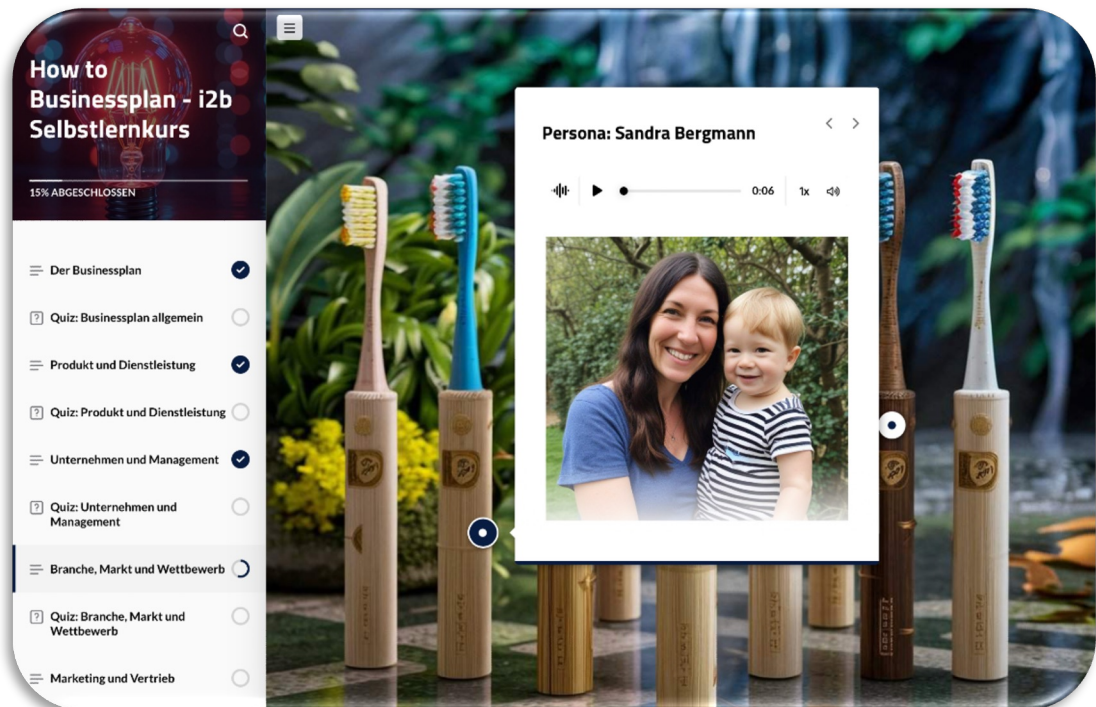 How to
Businessplan - i2b
Selbstlernkurs
15% ABGESCHLOSSEN
Der Businessplan
Quiz: Businessplan allgemein
Produkt und Dienstleistung
Quiz: Produkt und Dienstleistung
Unternehmen und Management
Quiz: Unternehmen und
Management
Branche, Markt und Wettbewerb
Quiz: Branche, Markt und
Wettbewerb
Marketing und Vertrieb
Persona: Sandra Bergmann
0:06
1x